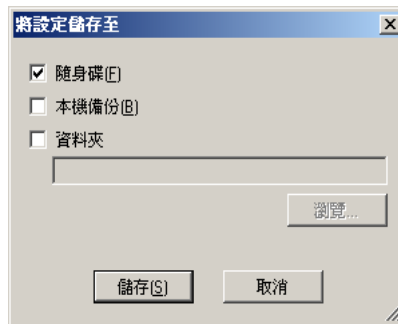 將設定儲存至
隨身碟(F)
本機備份(B)
資料夾
瀏覽...
儲存(S)
取消